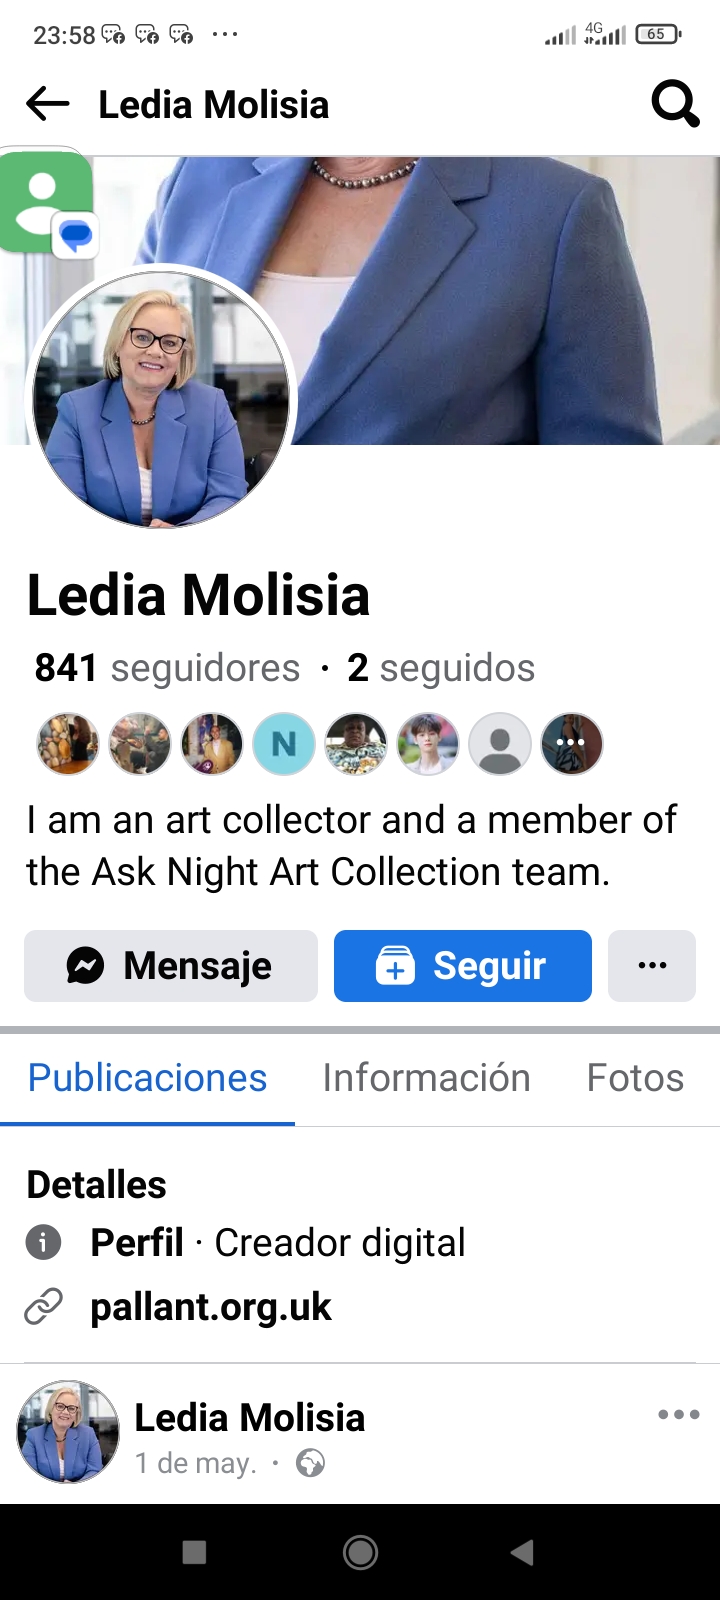 23:58
4G
65
Ledia Molisia
Ledia Molisia
841 seguidores · 2 seguidos
N
I am an art collector and a member of
the Ask Night Art Collection team.
Mensaje
Seguir
Publicaciones
Información
Fotos
Detalles
Perfil · Creador digital
pallant.org.uk
Ledia Molisia
1 de may. ·